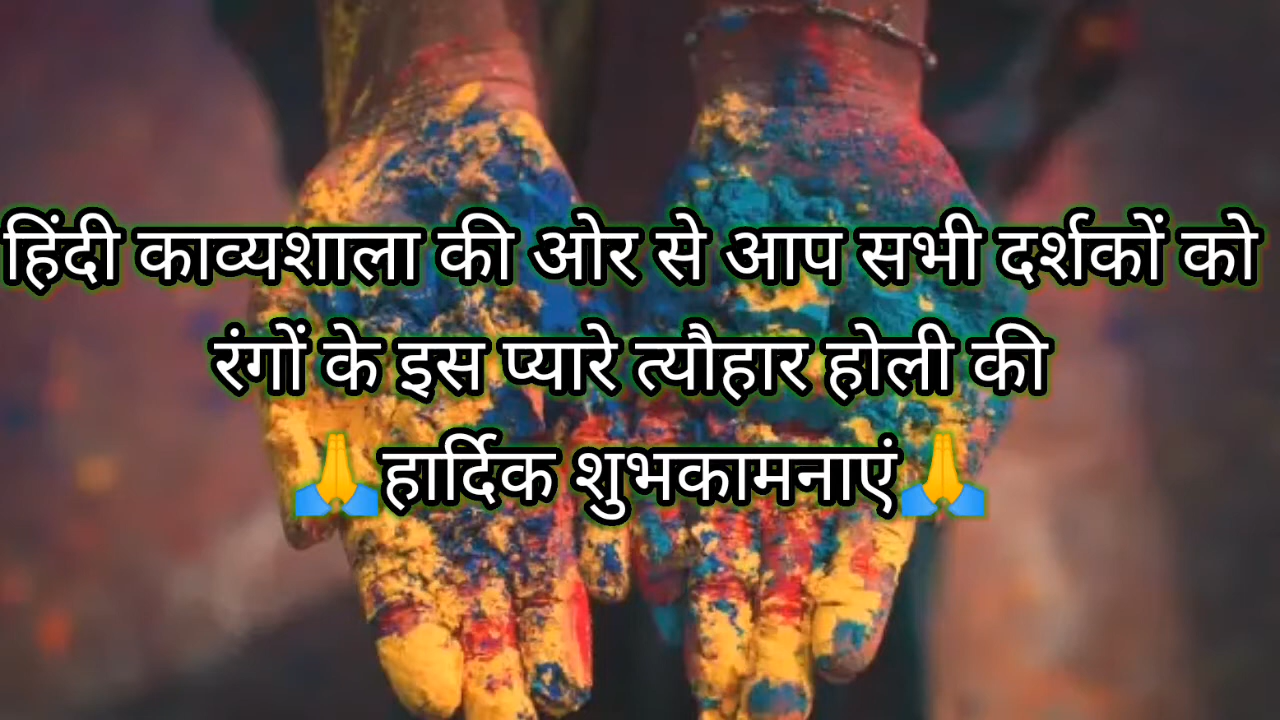 हिंदी काव्यशाला की ओर से आप सभी दर्शकों को
रंगों के इस प्यारे त्यौहार होली की
🙏हार्दिक शुभकामनाएं🙏